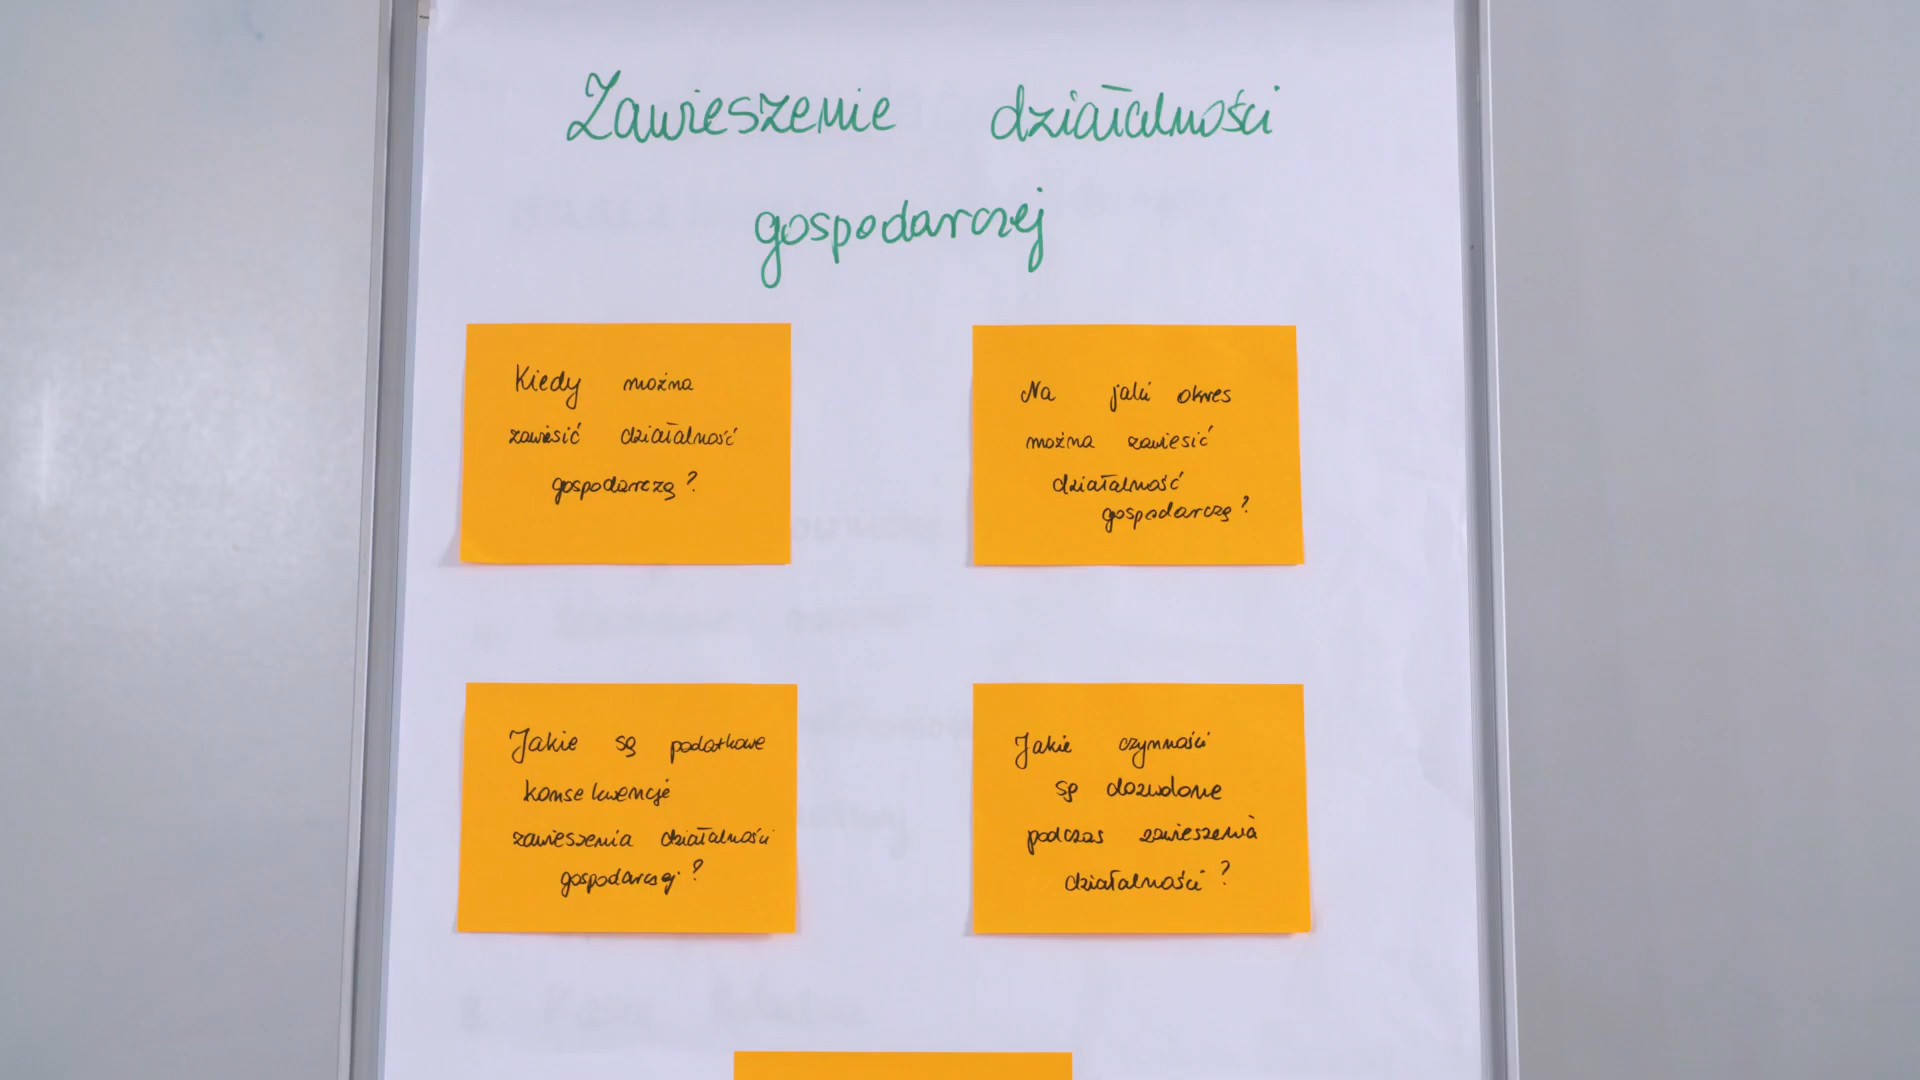 Zawieszenie działalności
gospodarczej
Kiedy można
zawiesić działalność
gospodarczą?
Na jaki okres
można zawiesić
działalność
gospodarczą?
Jakie są podatkowe
konsekwencje
zawieszenia działalności
gospodarczej?
Jakie czynności
są dozwolone
podczas zawieszenia
działalności?